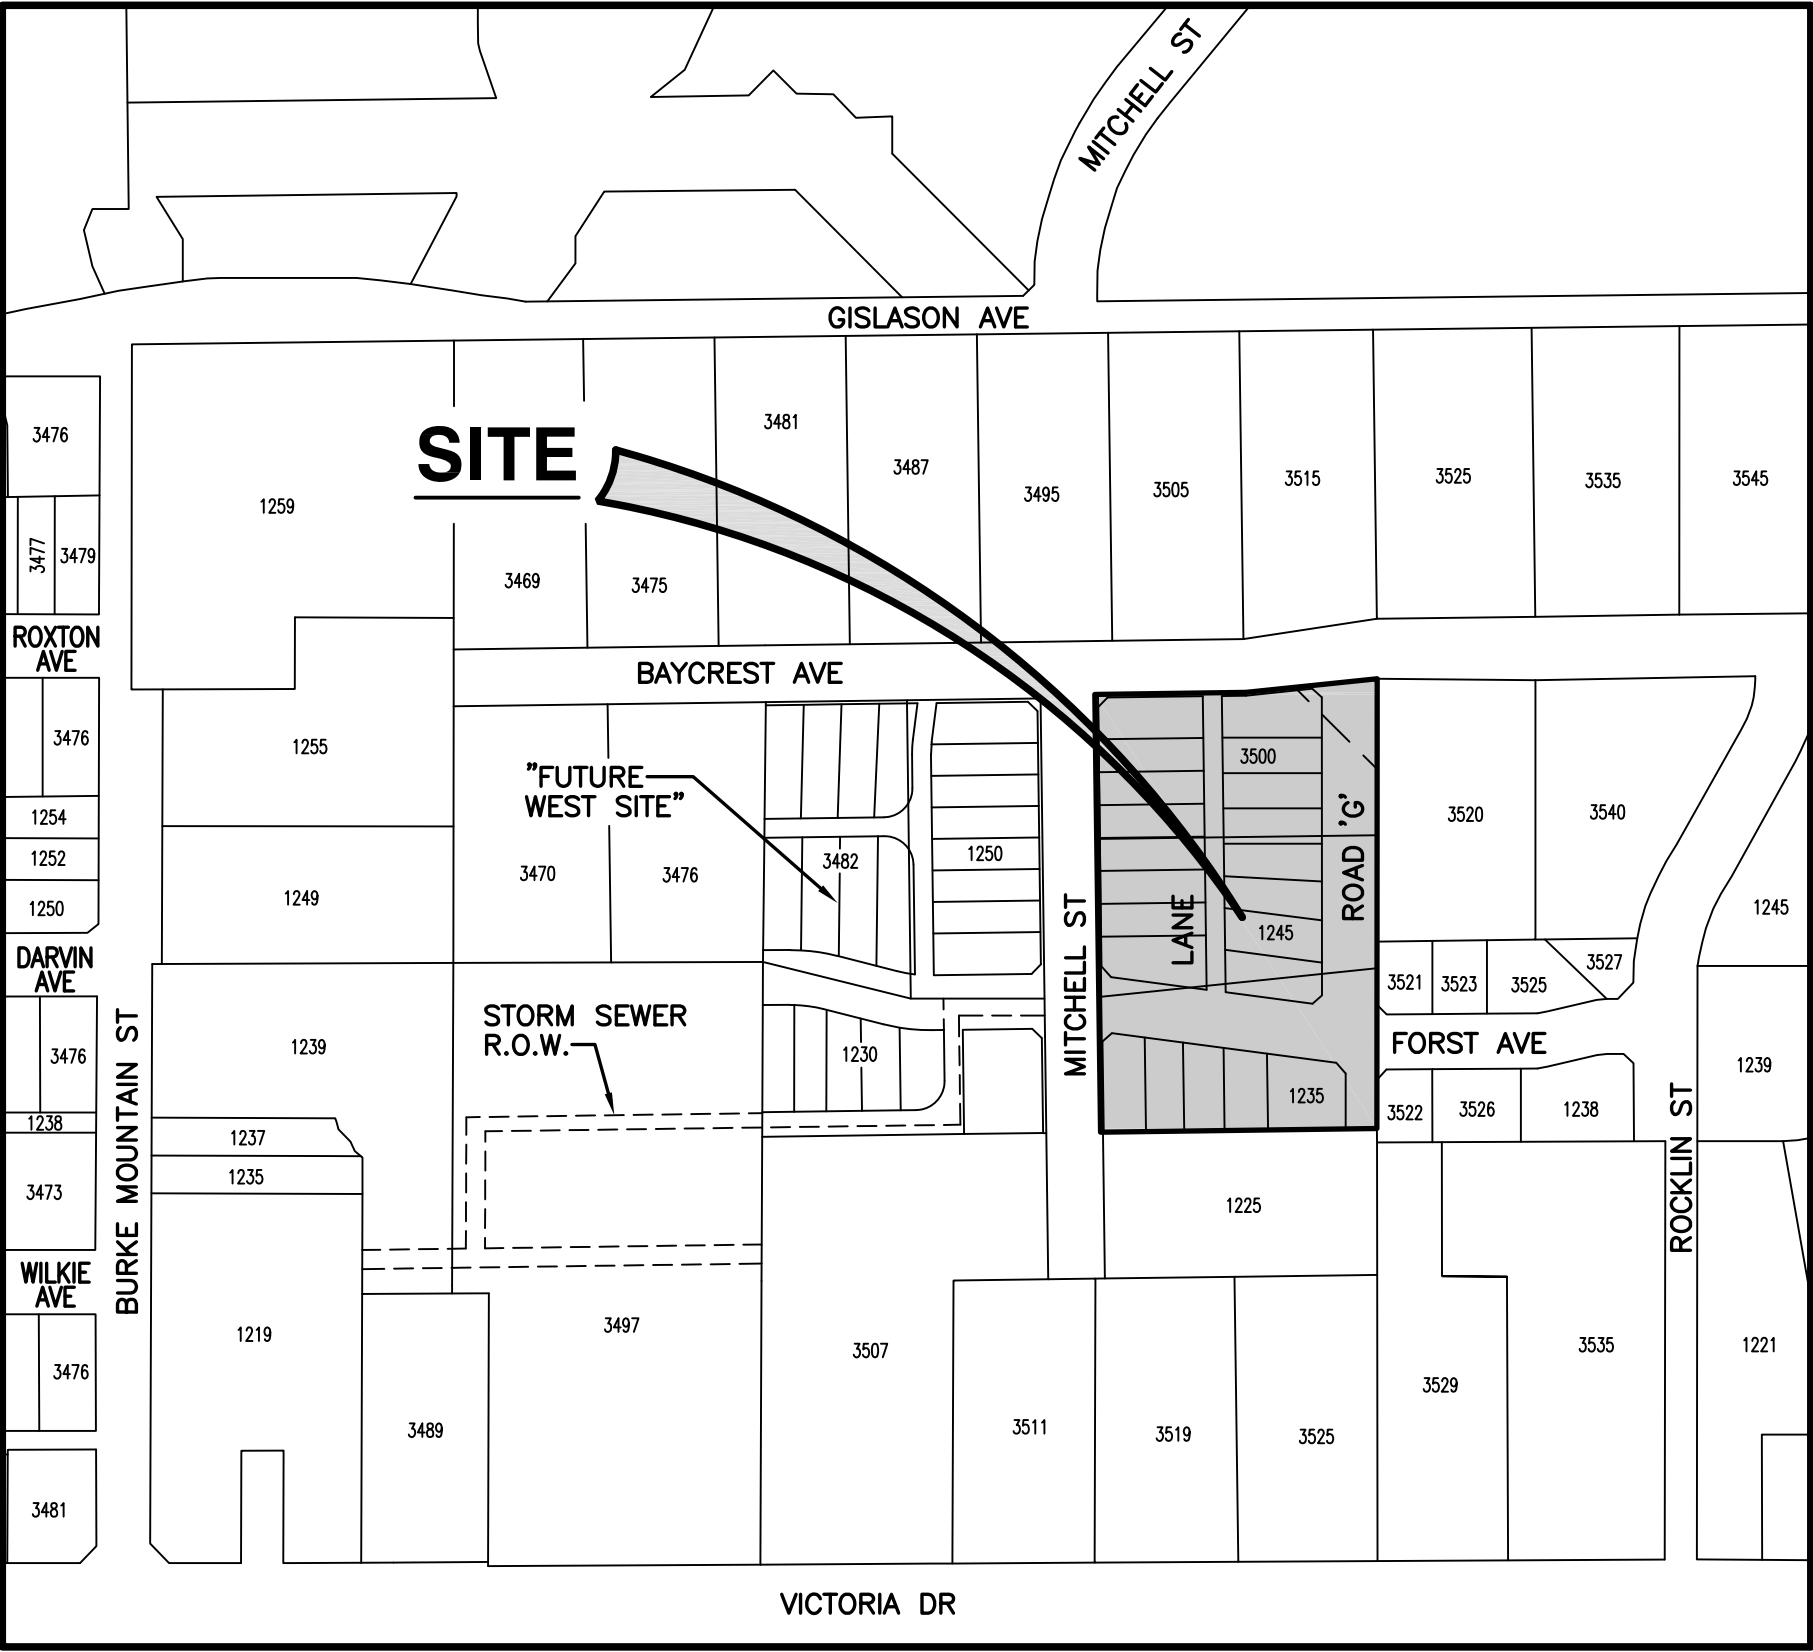 MITCHELL ST
GISLASON AVE
3476
3477
3479
1259
SITE
3469
3475
3481
3487
3495
3505
3515
3525
3535
3545
ROXTON
AVE
BAYCREST AVE
3476
1254
1252
1250
1255
1249
"FUTURE
WEST SITE"
3470
3476
3482
1250
MITCHELL ST
LANE
3500
1245
ROAD 'G'
3520
3540
1245
3521
3523
3525
3527
DARVIN
AVE
3476
1238
3473
BURKE MOUNTAIN ST
1239
1237
1235
STORM SEWER
R.O.W.
1230
1235
FORST AVE
3522
3526
1238
ROCKLIN ST
1239
1225
WILKIE
AVE
3476
3481
1219
3489
3497
3507
3511
3519
3525
3529
3535
1221
VICTORIA DR